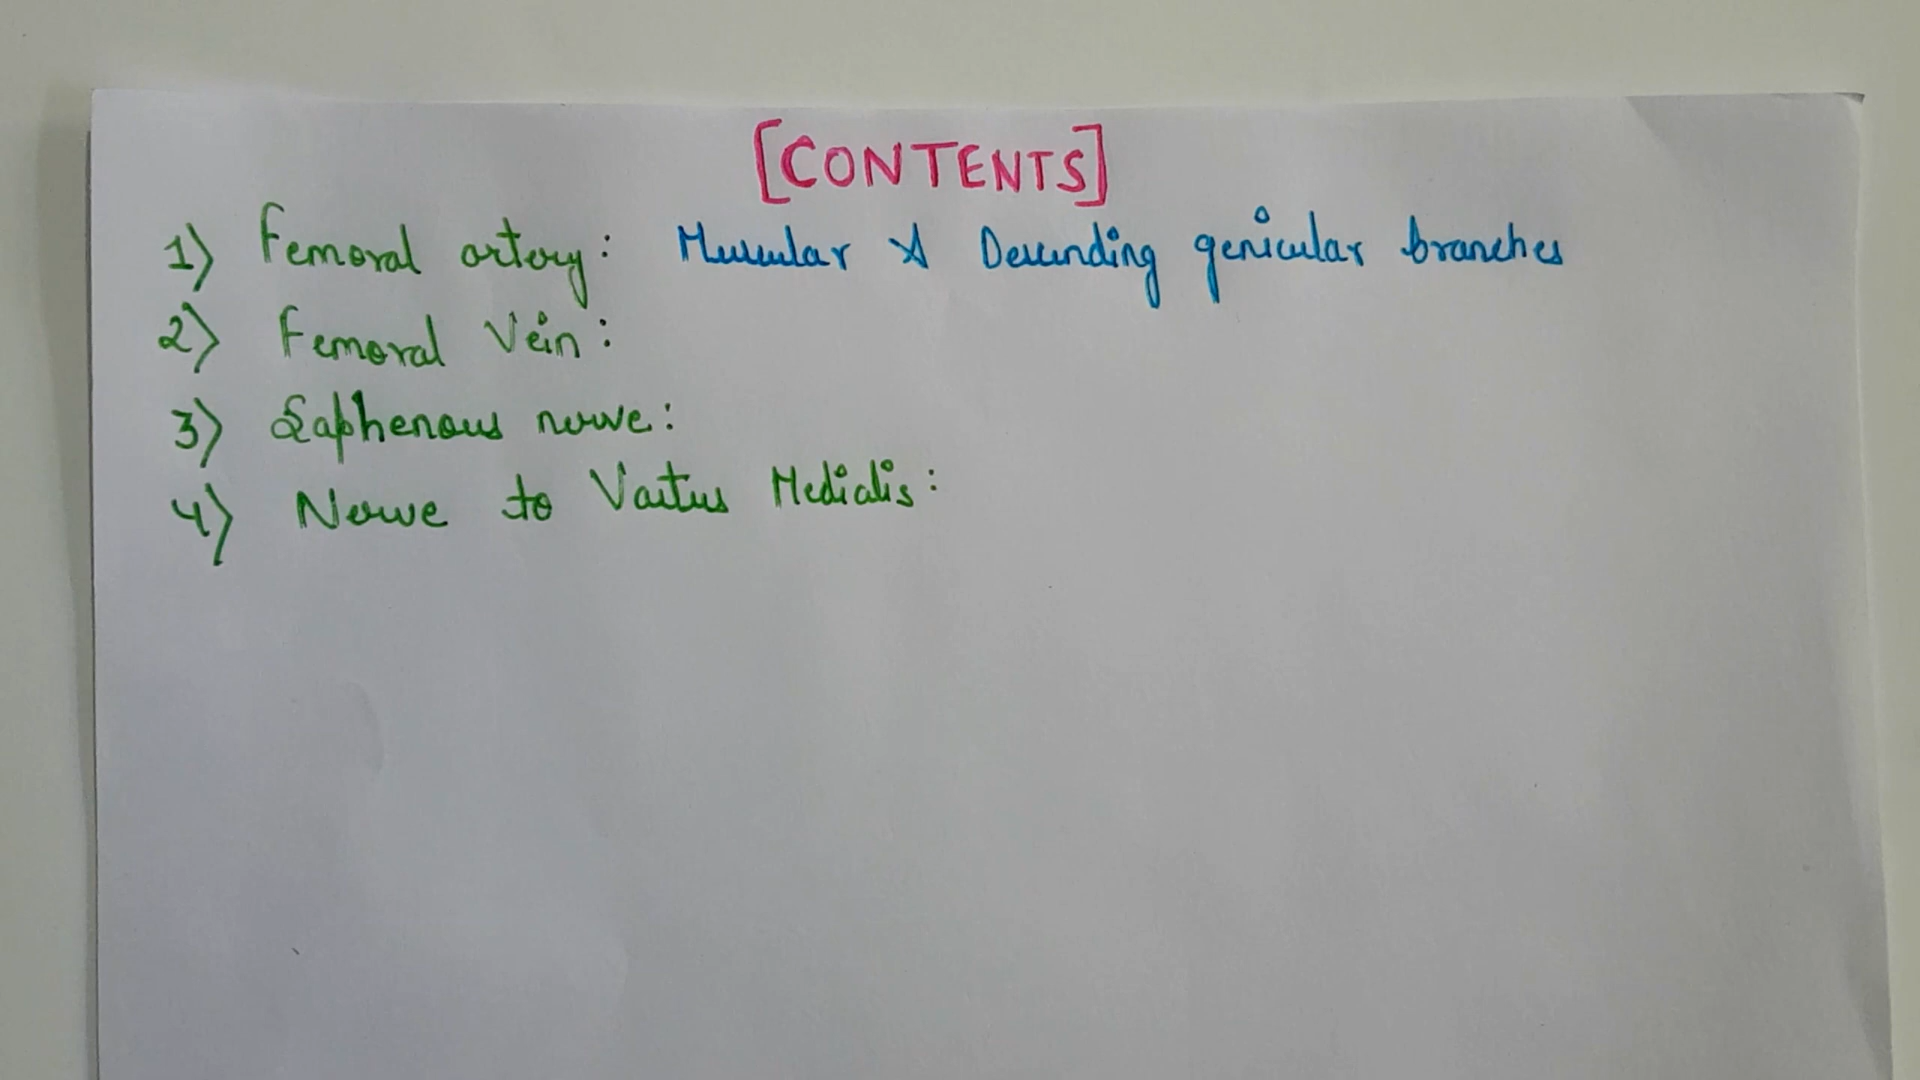 [CONTENTS]
1) Femoral artery: Muscular & Descending genicular branches
2) Femoral Vein:
3) Saphenous nerve:
4) Nerve to Vastus Medialis: